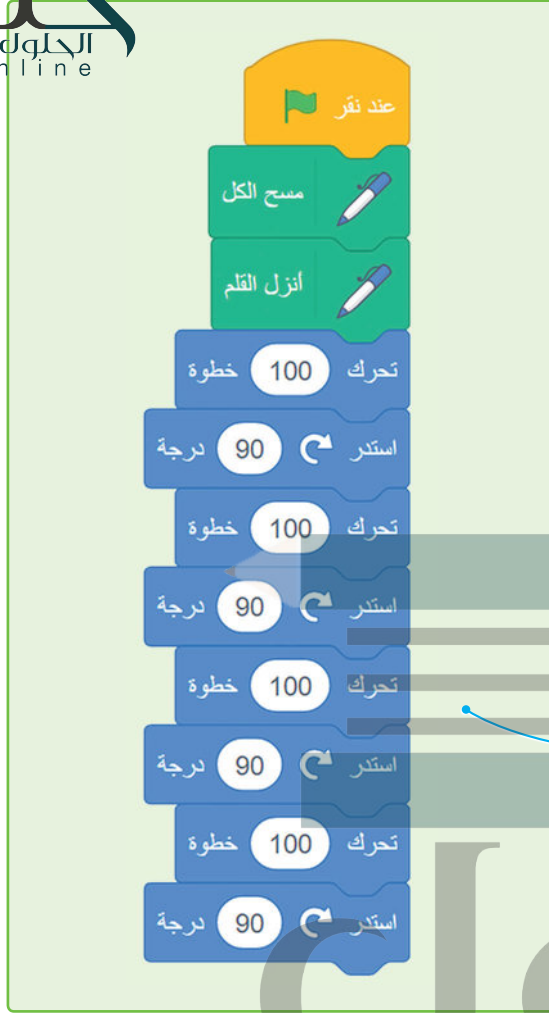 الحلول
online
عند نقر
مسح الكل
أنزل القلم
تحرك 100 خطوة
استدر 90 درجة
تحرك 100 خطوة
استدر 90 درجة
تحرك 100 خطوة
استدر 90 درجة
تحرك 100 خطوة
استدر 90 درجة